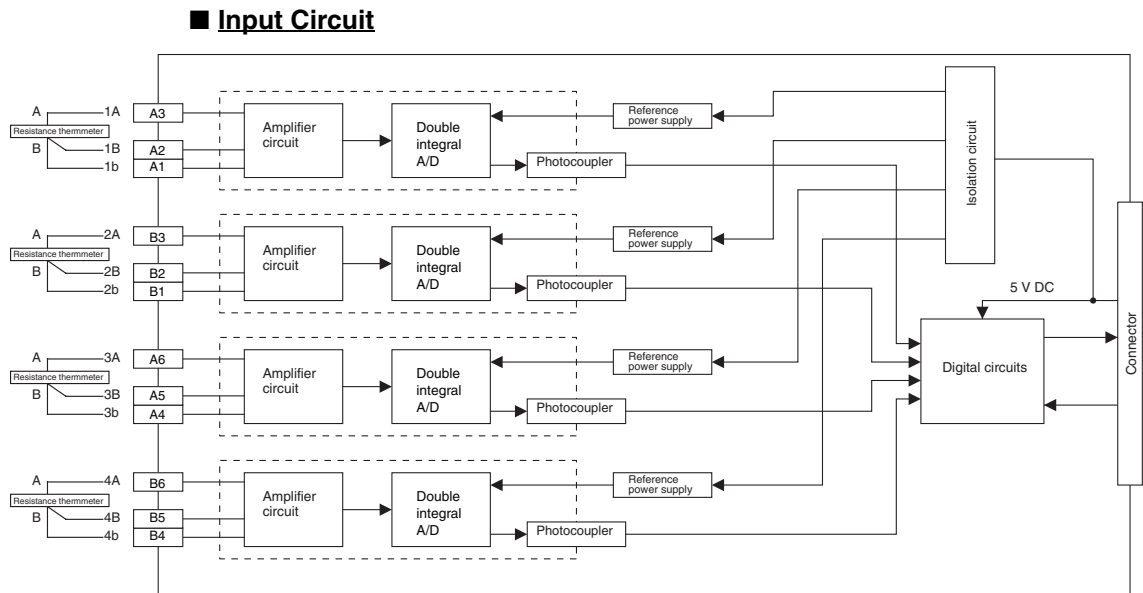 ■ Input Circuit
A
1A
A3
Resistance thermmeter
B
1B
A2
1b
A1
Amplifier
circuit
Double
integral
A/D
Reference
power supply
Photocoupler
Isolation circuit
A
2A
B3
Resistance thermmeter
B
2B
B2
2b
B1
Amplifier
circuit
Double
integral
A/D
Reference
power supply
Photocoupler
5 V DC
Connector
Digital circuits
A
3A
A6
Resistance thermmeter
B
3B
A5
3b
A4
Amplifier
circuit
Double
integral
A/D
Reference
power supply
Photocoupler
A
4A
B6
Resistance thermmeter
B
4B
B5
4b
B4
Amplifier
circuit
Double
integral
A/D
Reference
power supply
Photocoupler